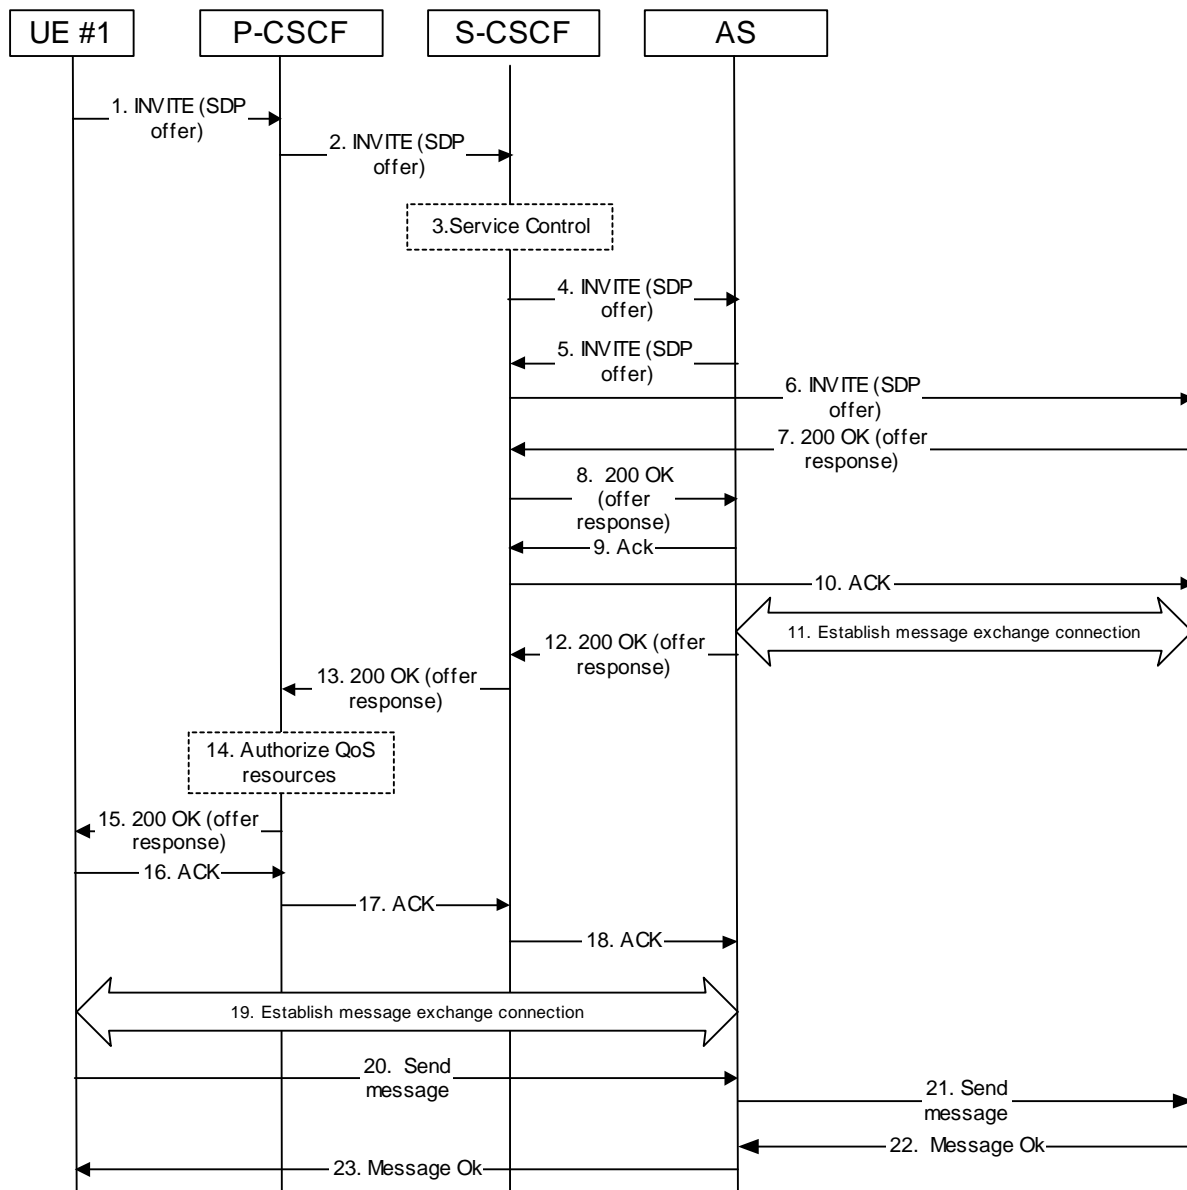 UE #1
P-CSCF
S-CSCF
AS
1. INVITE (SDP
offer)
2. INVITE (SDP
offer)
3.Service Control
4. INVITE (SDP
offer)
5. INVITE (SDP
offer)
6. INVITE (SDP
offer)
7. 200 OK (offer
response)
8. 200 OK
(offer
response)
9. Ack
10. ACK
11. Establish message exchange connection
12. 200 OK (offer
response)
13. 200 OK (offer
response)
14. Authorize QoS
resources
15. 200 OK (offer
response)
16. ACK
17. ACK
18. ACK
19. Establish message exchange connection
20. Send
message
21. Send
message
22. Message Ok
23. Message Ok